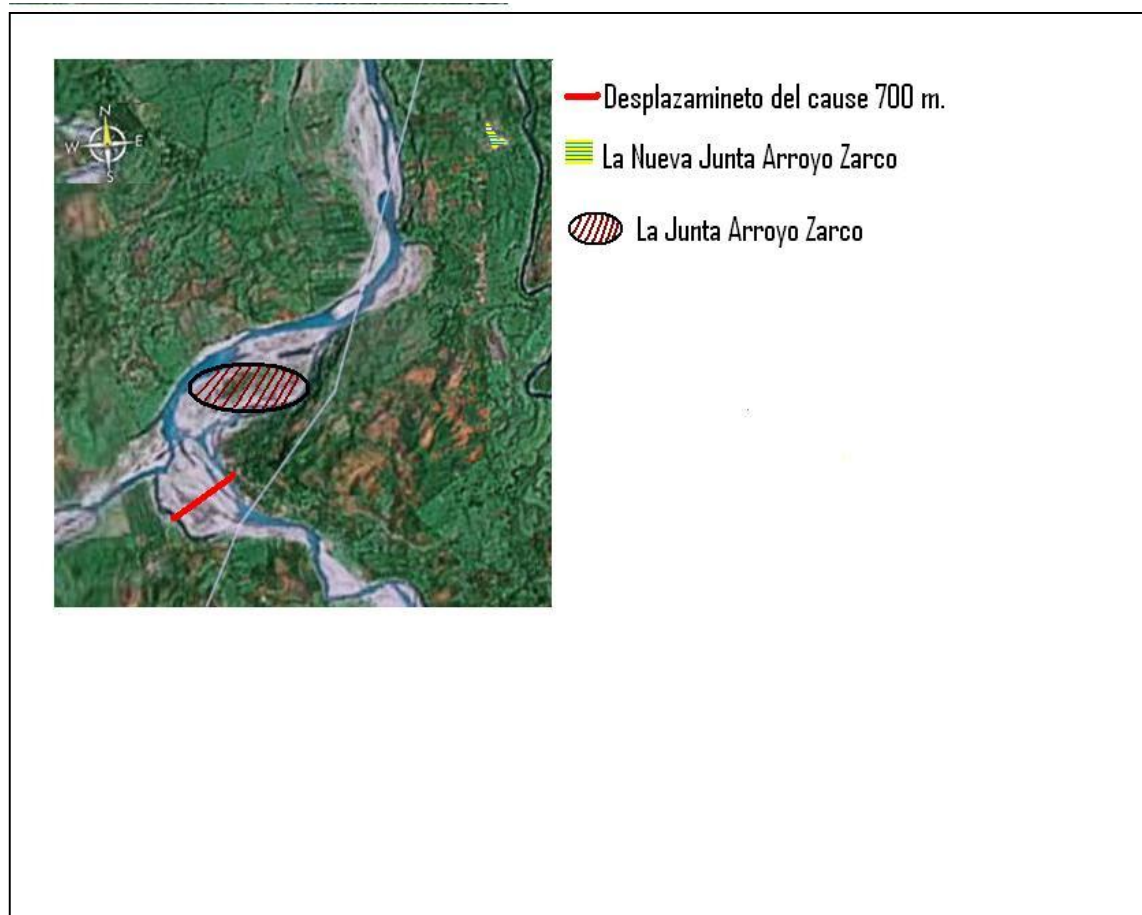 N
W E
S
Desplazamineto del cause 700 m.
La Nueva Junta Arroyo Zarco
La Junta Arroyo Zarco